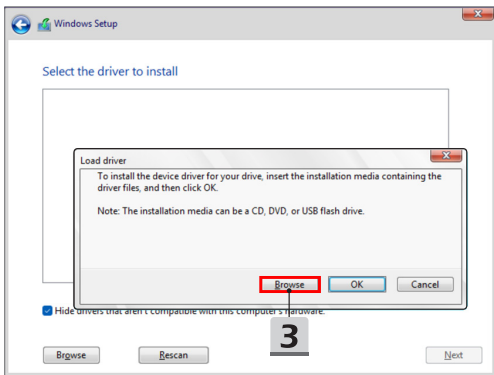 Windows Setup
Select the driver to install
Load driver
To install the device driver for your drive, insert the installation media containing the
driver files, and then click OK.
Note: The installation media can be a CD, DVD, or USB flash drive.
Browse OK Cancel
Hide drivers that aren't compatible with this computer's hardware.
3
Browse Rescan Next